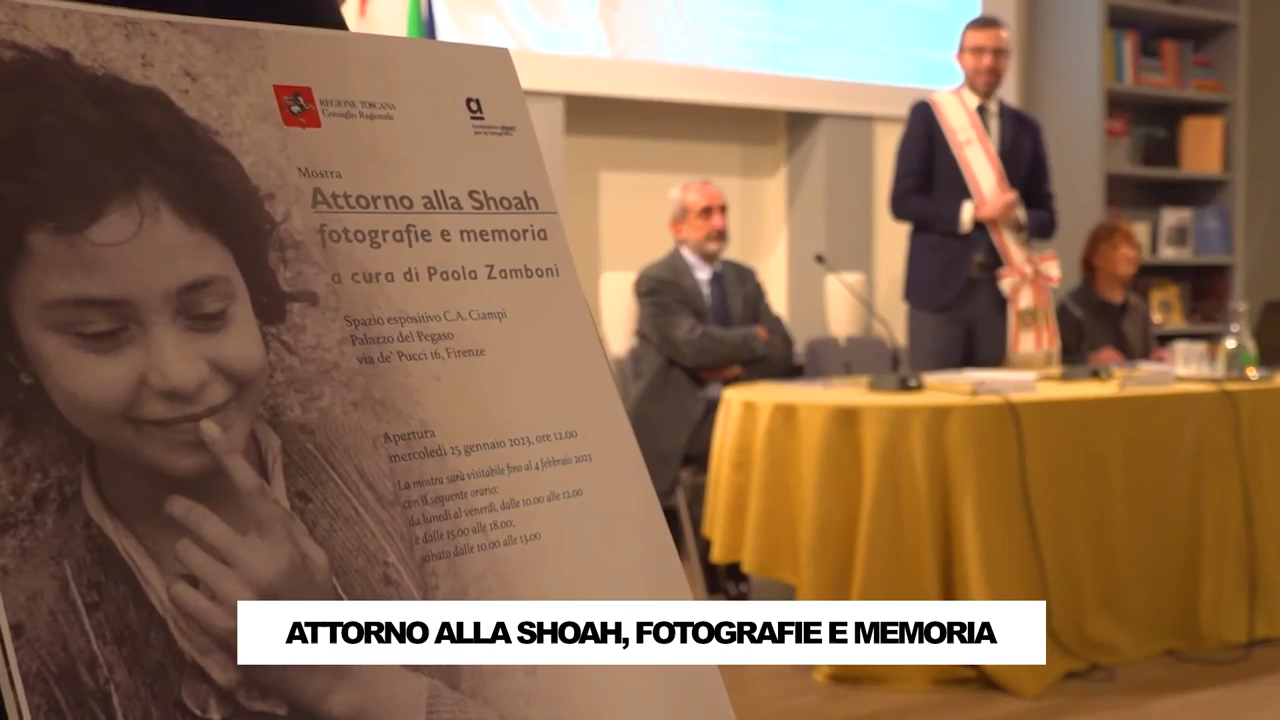 REGIONE TOSCANA
Consiglio Regionale
a
Mostra
Attorno alla Shoah
fotografie e memoria
a cura di Paola Zamboni
Spazio espositivo C.A. Ciampi
Palazzo del Pegaso
via de' Pucci 16, Firenze
Apertura
mercoledì 25 gennaio 2023, ore 12.00
La mostra sarà visitabile fino al 4 febbraio 2023
con il seguente orario:
da lunedì al venerdì, dalle 10.00 alle 12.00
e dalle 15.00 alle 18.00;
sabato dalle 10.00 alle 13.00
ATTORNO ALLA SHOAH, FOTOGRAFIE E MEMORIA